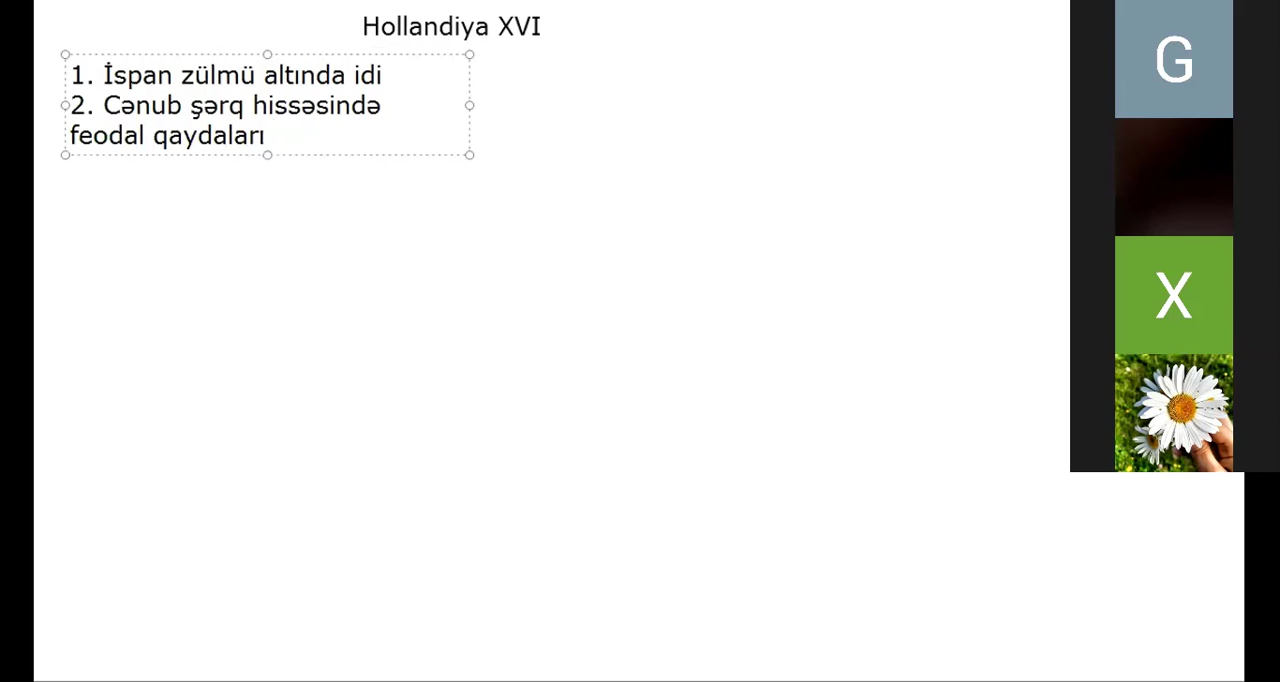 Hollandiya XVI
1. İspan zülmü altında idi
2. Cənub şərq hissəsində
feodal qaydaları
G
X